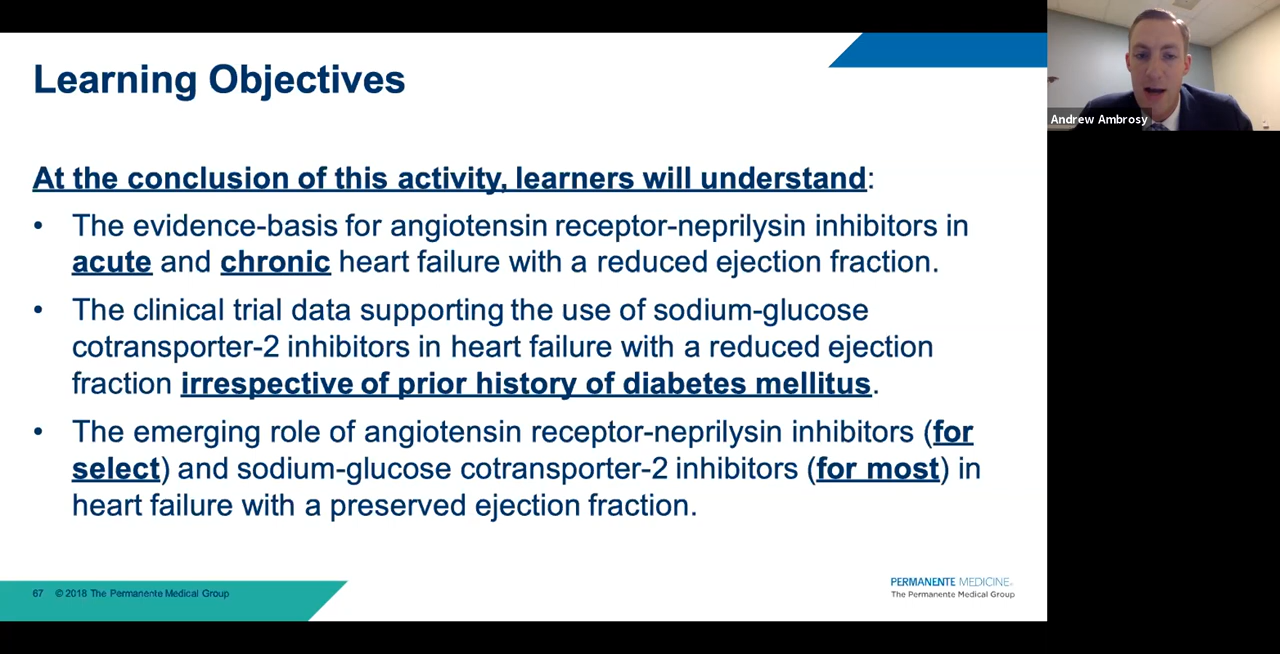 Learning Objectives
At the conclusion of this activity, learners will understand:
• The evidence-basis for angiotensin receptor-neprilysin inhibitors in
acute and chronic heart failure with a reduced ejection fraction.
• The clinical trial data supporting the use of sodium-glucose
cotransporter-2 inhibitors in heart failure with a reduced ejection
fraction irrespective of prior history of diabetes mellitus.
• The emerging role of angiotensin receptor-neprilysin inhibitors (for
select) and sodium-glucose cotransporter-2 inhibitors (for most) in
heart failure with a preserved ejection fraction.
67 © 2018 The Permanente Medical Group
PERMANENTE MEDICINE
The Permanente Medical Group
Andrew Ambrosy